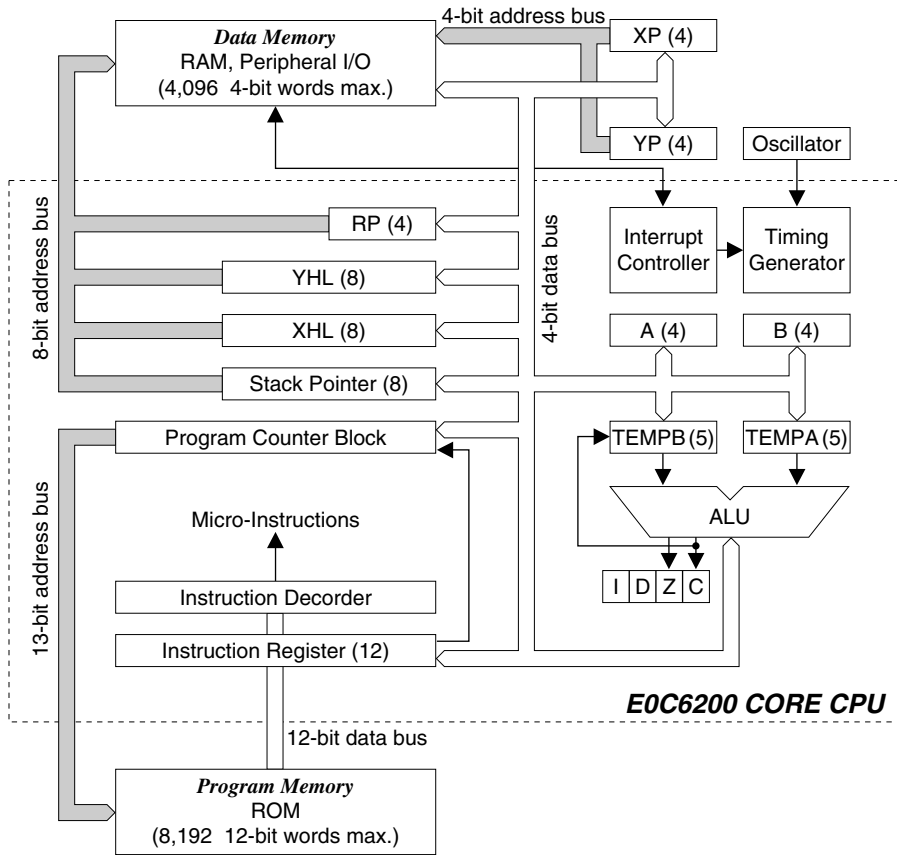 4-bit address bus
Data Memory
RAM, Peripheral I/O
(4,096 4-bit words max.)
XP (4)
YP (4)
Oscillator
8-bit address bus
RP (4)
YHL (8)
XHL (8)
Stack Pointer (8)
4-bit data bus
Interrupt
Controller
Timing
Generator
A (4)
B (4)
Program Counter Block
TEMPB (5)
TEMPA (5)
ALU
Micro-Instructions
I D Z C
13-bit address bus
Instruction Decorder
Instruction Register (12)
E0C6200 CORE CPU
12-bit data bus
Program Memory
ROM
(8,192 12-bit words max.)